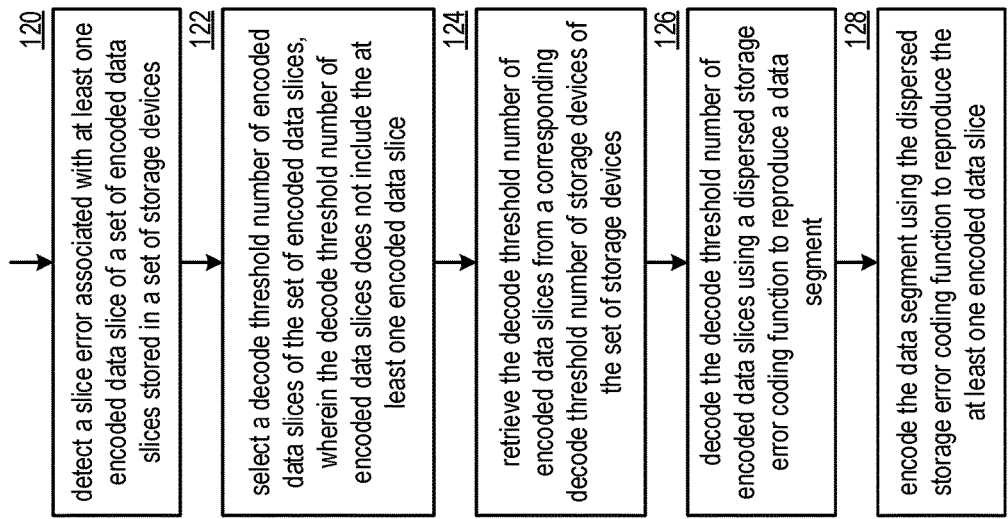 120
detect a slice error associated with at least one
encoded data slice of a set of encoded data
slices stored in a set of storage devices
122
select a decode threshold number of encoded
data slices of the set of encoded data slices,
wherein the decode threshold number of
encoded data slices does not include the at
least one encoded data slice
124
retrieve the decode threshold number of
encoded data slices from a corresponding
decode threshold number of storage devices of
the set of storage devices
126
decode the decode threshold number of
encoded data slices using a dispersed storage
error coding function to reproduce a data
segment
128
encode the data segment using the dispersed
storage error coding function to reproduce the
at least one encoded data slice